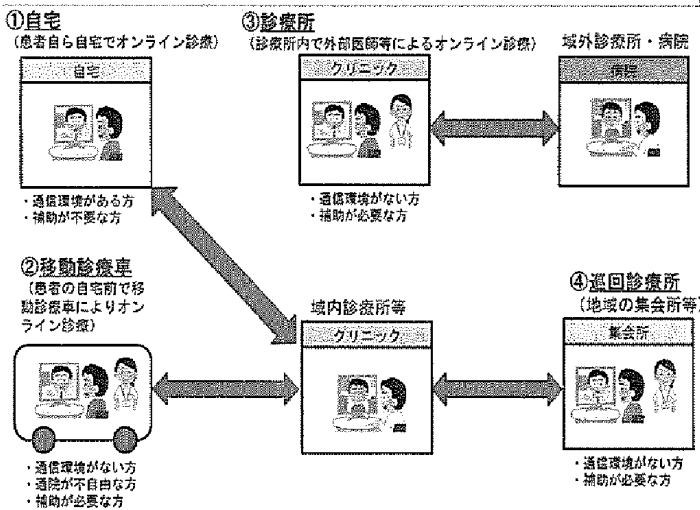 ①自宅
(患者自ら自宅でオンライン診療)
自宅
・通信環境がある方
・補助が不要な方
③診療所
(診療所内で外部医師等によるオンライン診療)
クリニック
・通信環境がない方
・補助が必要な方
域外診療所・病院
病院
②移動診療車
(患者の自宅前で移
動診療車によりオン
ライン診療)
・通信環境がない方
・通院が不自由な方
・補助が必要な方
域内診療所等
クリニック
④巡回診療所
(地域の集会所等)
集会所
・通信環境がない方
・補助が必要な方